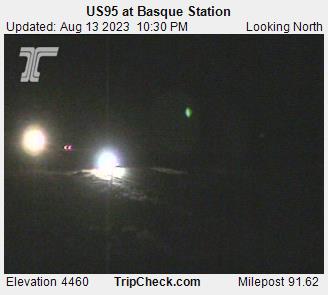 US95 at Basque Station
Updated: Aug 13 2023 10:30 PM Looking North
Elevation 4460 TripCheck.com Milepost 91.62